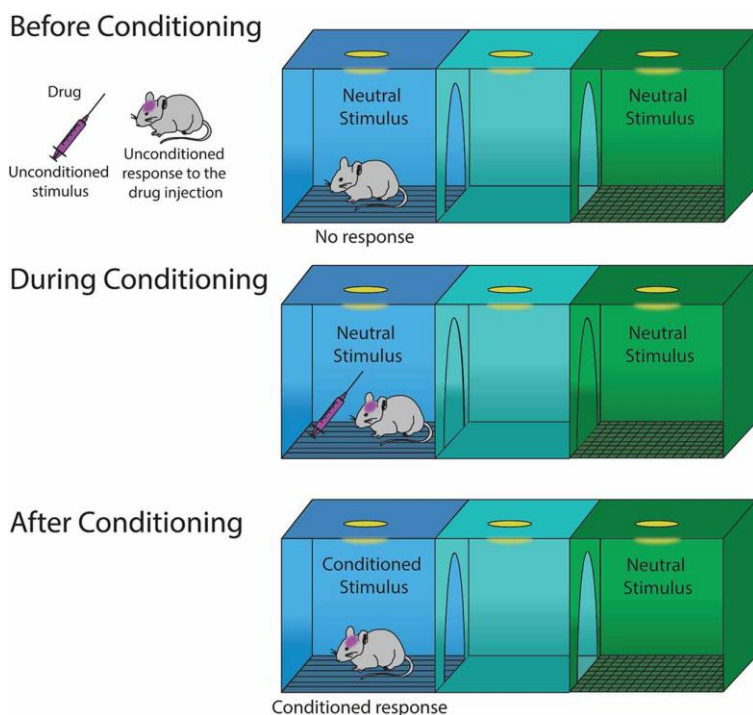 Before Conditioning
Drug
Unconditioned
stimulus
Unconditioned
response to the
drug injection
Neutral
Stimulus
Neutral
Stimulus
No response
During Conditioning
Neutral
Stimulus
Neutral
Stimulus
After Conditioning
Conditioned
Stimulus
Neutral
Stimulus
Conditioned response